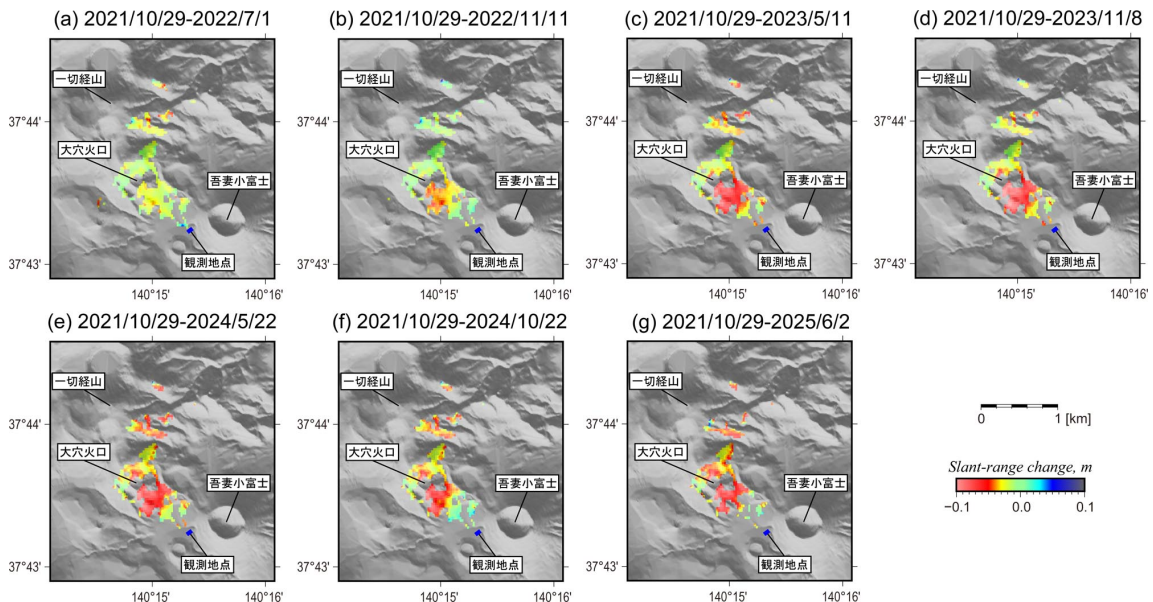 (a) 2021/10/29-2022/7/1
(b) 2021/10/29-2022/11/11
(c) 2021/10/29-2023/5/11
(d) 2021/10/29-2023/11/8
一切経山
一切経山
一切経山
一切経山
37°44'
37°44'
37°44'
37°44'
大穴火口
大穴火口
大穴火口
大穴火口
吾妻小富士
吾妻小富士
吾妻小富士
吾妻小富士
37°43'
37°43'
37°43'
37°43'
観測地点
観測地点
観測地点
観測地点
140°15'
140°16'
140°15'
140°16'
140°15'
140°16'
140°15'
140°16'
(e) 2021/10/29-2024/5/22
(f) 2021/10/29-2024/10/22
(g) 2021/10/29-2025/6/2
一切経山
一切経山
一切経山
37°44'
37°44'
37°44'
0
1 [km]
大穴火口
大穴火口
大穴火口
吾妻小富士
吾妻小富士
吾妻小富士
Slant-range change, m
−0.1
0.0
0.1
37°43'
37°43'
37°43'
観測地点
観測地点
観測地点
140°15'
140°16'
140°15'
140°16'
140°15'
140°16'